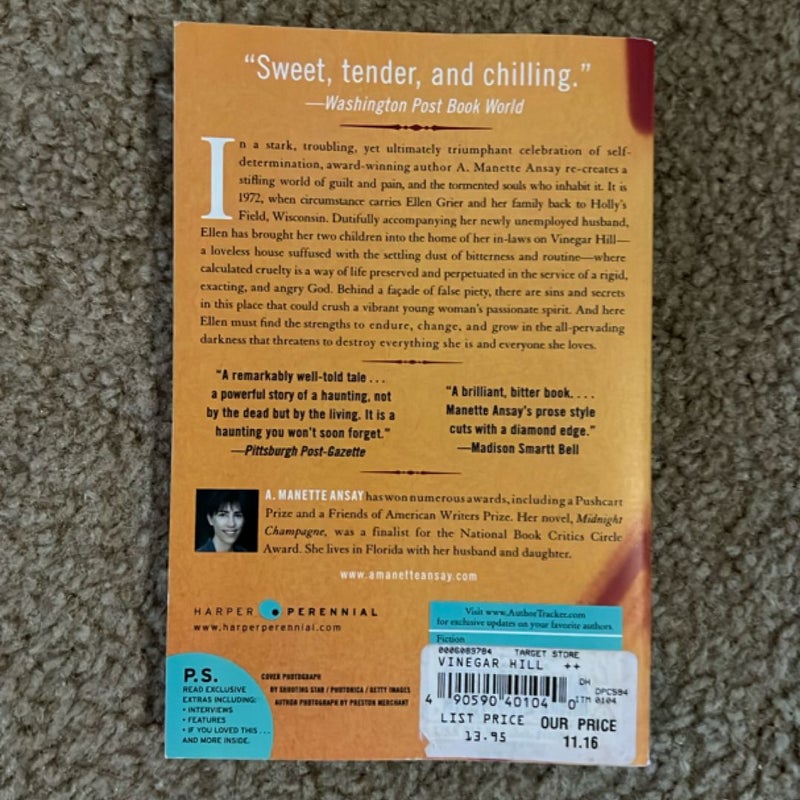 “Sweet, tender, and chilling.”
—Washington Post Book World
In a stark, troubling, yet ultimately triumphant celebration of self-
determination, award-winning author A. Manette Ansay re-creates a
stifling world of guilt and pain, and the tormented souls who inhabit it. It is
1972, when circumstance carries Ellen Grier and her family back to Holly's
Field, Wisconsin. Dutifully accompanying her newly unemployed husband,
Ellen has brought her two children into the home of her in-laws on Vinegar Hill—
a loveless house suffused with the settling dust of bitterness and routine—where
calculated cruelty is a way of life preserved and perpetuated in the service of a rigid,
exacting, and angry God. Behind a façade of false piety, there are sins and secrets
in this place that could crush a vibrant young woman's passionate spirit. And here
Ellen must find the strengths to endure, change, and grow in the all-pervading
darkness that threatens to destroy everything she is and everyone she loves.
"A remarkably well-told tale . . .
a powerful story of a haunting, not
by the dead but by the living. It is a
haunting you won't soon forget."
—Pittsburgh Post-Gazette
"A brilliant, bitter book. . . .
Manette Ansay's prose style
cuts with a diamond edge."
—Madison Smartt Bell
A. MANETTE ANSAY has won numerous awards, including a Pushcart
Prize and a Friends of American Writers Prize. Her novel, Midnight
Champagne, was a finalist for the National Book Critics Circle
Award. She lives in Florida with her husband and daughter.
www.amanetteansay.com
HARPER PERENNIAL
www.harperperennial.com
Visit www.AuthorTracker.com
for exclusive updates on your favorite authors.
Fiction
P.S.
READ EXCLUSIVE
EXTRAS INCLUDING:
• INTERVIEWS
• FEATURES
• IF YOU LOVED THIS . . .
AND MORE INSIDE.
COVER PHOTOGRAPH
BY SHOOTING STAR / PHOTONICA / GETTY IMAGES
AUTHOR PHOTOGRAPH BY PRESTON MERCHANT
0006089784 TARGET STORE
VINEGAR HILL ++
DH
DPCS94
4 90590 40104 0 ITM 0104
LIST PRICE OUR PRICE
13.95 11.16